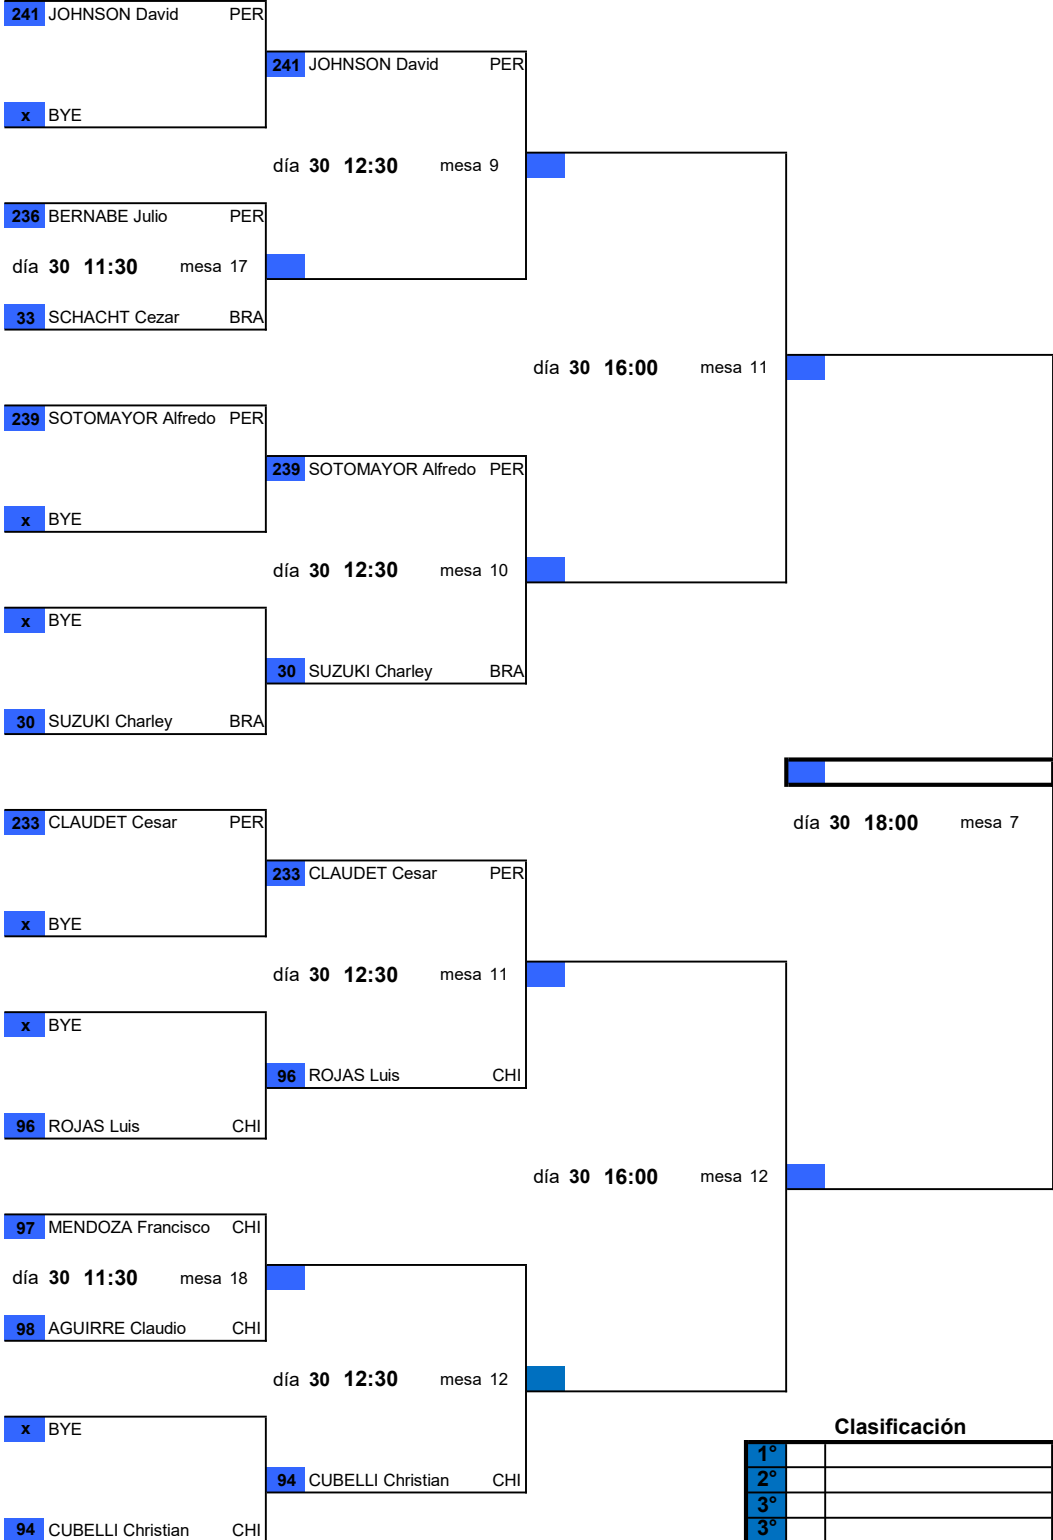 241 JOHNSON David PER
241 JOHNSON David PER
x BYE
día 30 12:30 mesa 9
236 BERNABE Julio PER
día 30 11:30 mesa 17
33 SCHACHT Cezar BRA
día 30 16:00 mesa 11
239 SOTOMAYOR Alfredo PER
239 SOTOMAYOR Alfredo PER
x BYE
día 30 12:30 mesa 10
x BYE
30 SUZUKI Charley BRA
30 SUZUKI Charley BRA
233 CLAUDET Cesar PER
día 30 18:00 mesa 7
233 CLAUDET Cesar PER
x BYE
día 30 12:30 mesa 11
x BYE
96 ROJAS Luis CHI
96 ROJAS Luis CHI
día 30 16:00 mesa 12
97 MENDOZA Francisco CHI
día 30 11:30 mesa 18
98 AGUIRRE Claudio CHI
día 30 12:30 mesa 12
x BYE
Clasificación
1°
94 CUBELLI Christian CHI
2°
3°
3°
94 CUBELLI Christian CHI